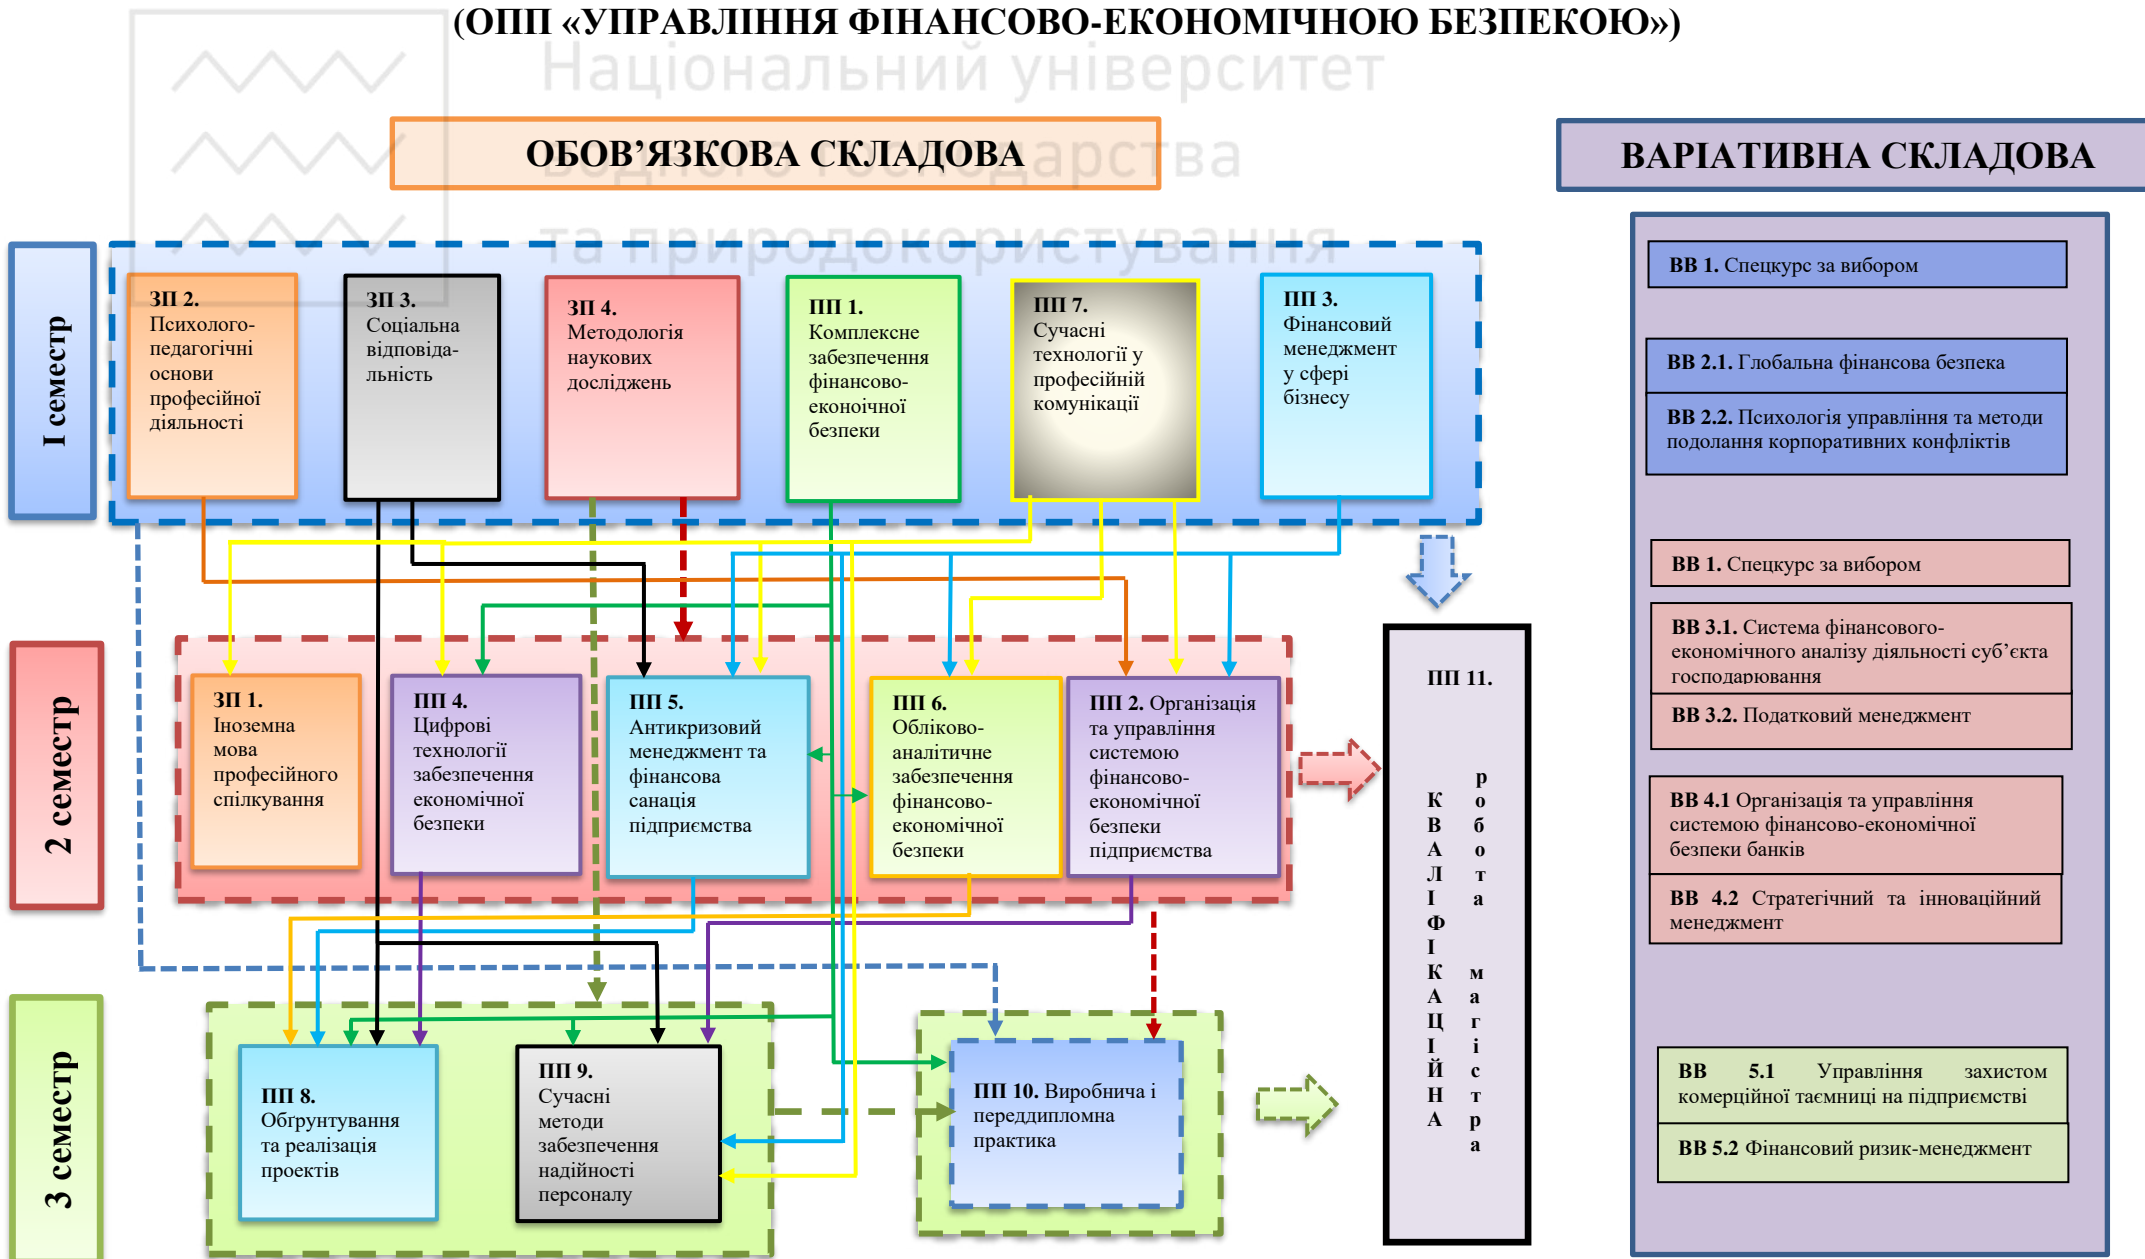 (ОПП «УПРАВЛІННЯ ФІНАНСОВО-ЕКОНОМІЧНОЮ БЕЗПЕКОЮ»)
Національний університет
водного господарства
та природокористування
ОБОВ’ЯЗКОВА СКЛАДОВА
ВАРІАТИВНА СКЛАДОВА
І семестр
ЗП 2.
Психолого-
педагогічні
основи
професійної
діяльності
ЗП 3.
Соціальна
відповіда-
льність
ЗП 4.
Методологія
наукових
досліджень
ПП 1.
Комплексне
забезпечення
фінансово-
економічної
безпеки
ПП 7.
Сучасні
технології у
професійній
комунікації
ПП 3.
Фінансовий
менеджмент
у сфері
бізнесу
2 семестр
ЗП 1.
Іноземна
мова
професійного
спілкування
ПП 4.
Цифрові
технології
забезпечення
економічної
безпеки
ПП 5.
Антикризовий
менеджмент та
фінансова
санація
підприємства
ПП 6.
Обліково-
аналітичне
забезпечення
фінансово-
економічної
безпеки
ПП 2. Організація
та управління
системою
фінансово-
економічної
безпеки
підприємства
3 семестр
ПП 8.
Обґрунтування
та реалізація
проектів
ПП 9.
Сучасні
методи
забезпечення
надійності
персоналу
ПП 10. Виробнича і
переддипломна
практика
ПП 11.
КВАЛІФІКАЦІЙНА
робота магістра
ВВ 1. Спецкурс за вибором
ВВ 2.1. Глобальна фінансова безпека
ВВ 2.2. Психологія управління та методи
подолання корпоративних конфліктів
ВВ 1. Спецкурс за вибором
ВВ 3.1. Система фінансового-
економічного аналізу діяльності суб’єкта
господарювання
ВВ 3.2. Податковий менеджмент
ВВ 4.1 Організація та управління
системою фінансово-економічної
безпеки банків
ВВ 4.2 Стратегічний та інноваційний
менеджмент
ВВ 5.1 Управління захистом
комерційної таємниці на підприємстві
ВВ 5.2 Фінансовий ризик-менеджмент